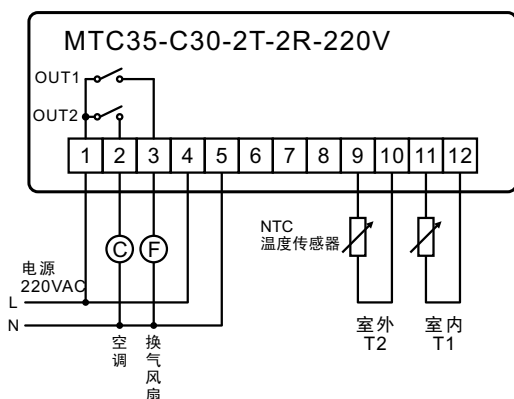 MTC35-C30-2T-2R-220V
OUT1
OUT2
1 2 3 4 5 6 7 8 9 10 11 12
C F
NTC
温度传感器
电源
220VAC
L
N
空调
换气风扇
室外
T2
室内
T1